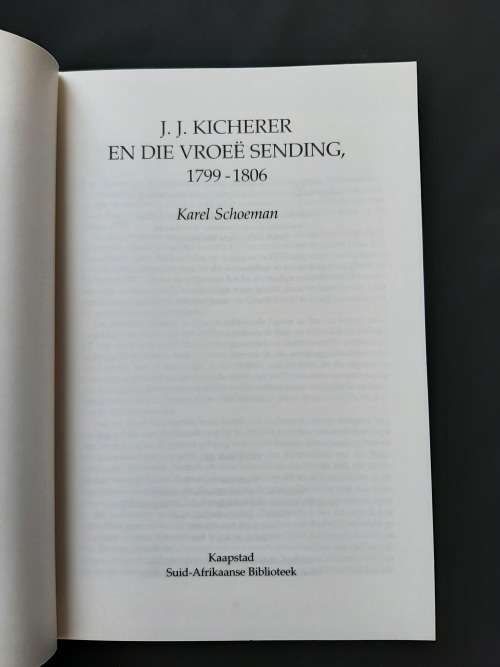 J. J. KICHERER
EN DIE VROEË SENDING,
1799 - 1806
Karel Schoeman
Kaapstad
Suid-Afrikaanse Biblioteek